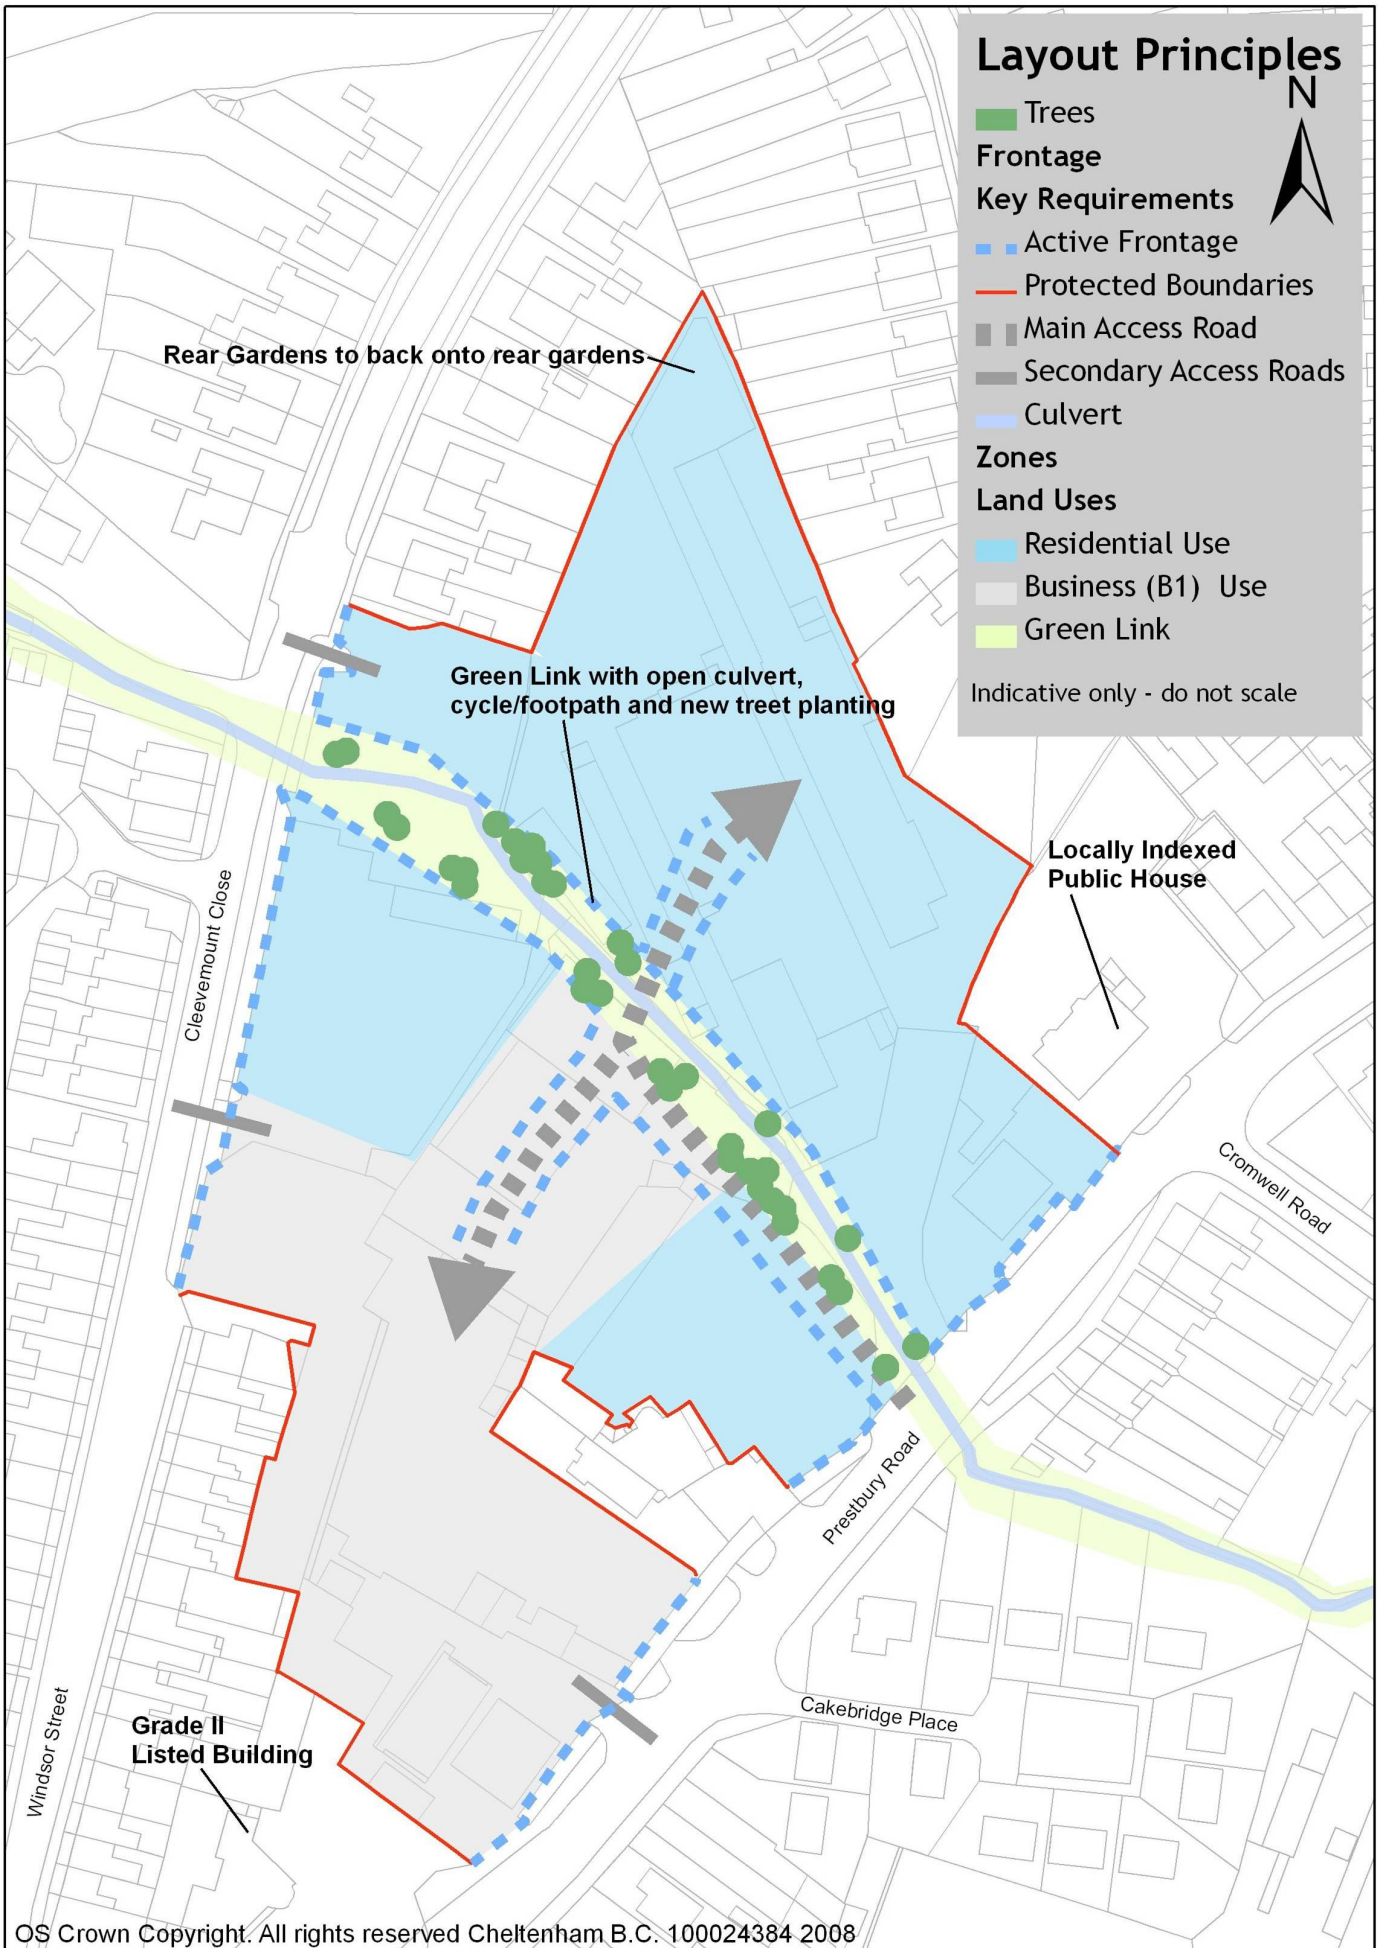 Layout Principles
N
Trees
Frontage
Key Requirements
Active Frontage
Protected Boundaries
Main Access Road
Secondary Access Roads
Culvert
Zones
Land Uses
Residential Use
Business (B1) Use
Green Link
Indicative only - do not scale
Rear Gardens to back onto rear gardens
Green Link with open culvert,
cycle/footpath and new treet planting
Locally Indexed
Public House
Cleevemount Close
Cromwell Road
Prestbury Road
Cakebridge Place
Windsor Street
Grade II
Listed Building
OS Crown Copyright. All rights reserved Cheltenham B.C. 100024384 2008